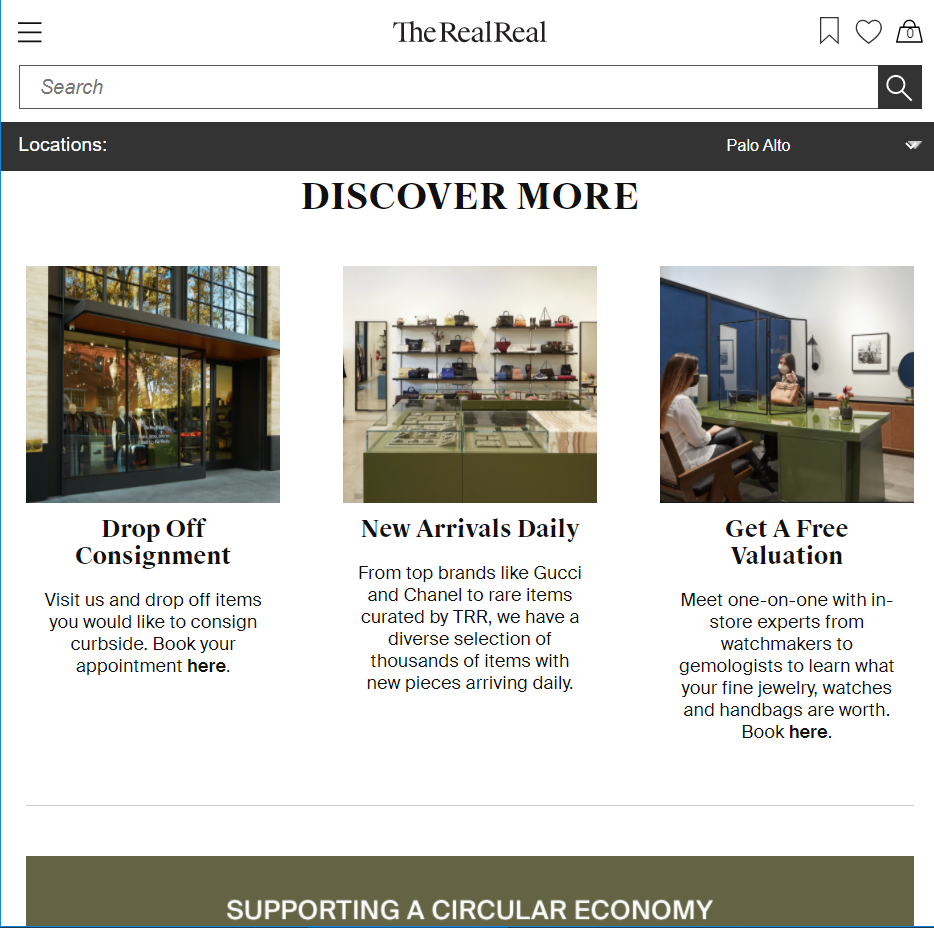 The RealReal
0
Search
Locations:
Palo Alto
DISCOVER MORE
Drop Off
Consignment
Visit us and drop off items
you would like to consign
curbside. Book your
appointment here.
New Arrivals Daily
From top brands like Gucci
and Chanel to rare items
curated by TRR, we have a
diverse selection of
thousands of items with
new pieces arriving daily.
Get A Free
Valuation
Meet one-on-one with in-
store experts from
watchmakers to
gemologists to learn what
your fine jewelry, watches
and handbags are worth.
Book here.
SUPPORTING A CIRCULAR ECONOMY